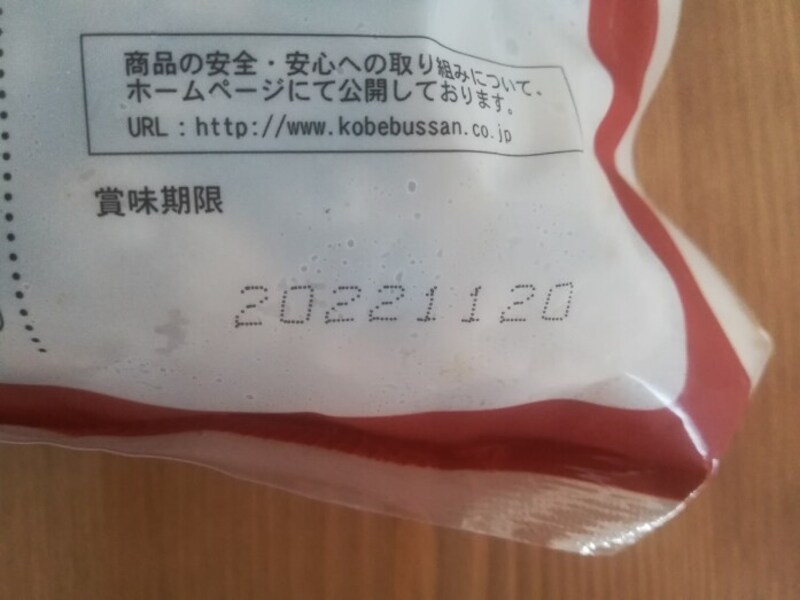 商品の安全・安心への取り組みについて、
ホームページにて公開しております。
URL：http://www.kobebussan.co.jp
賞味期限
20221120